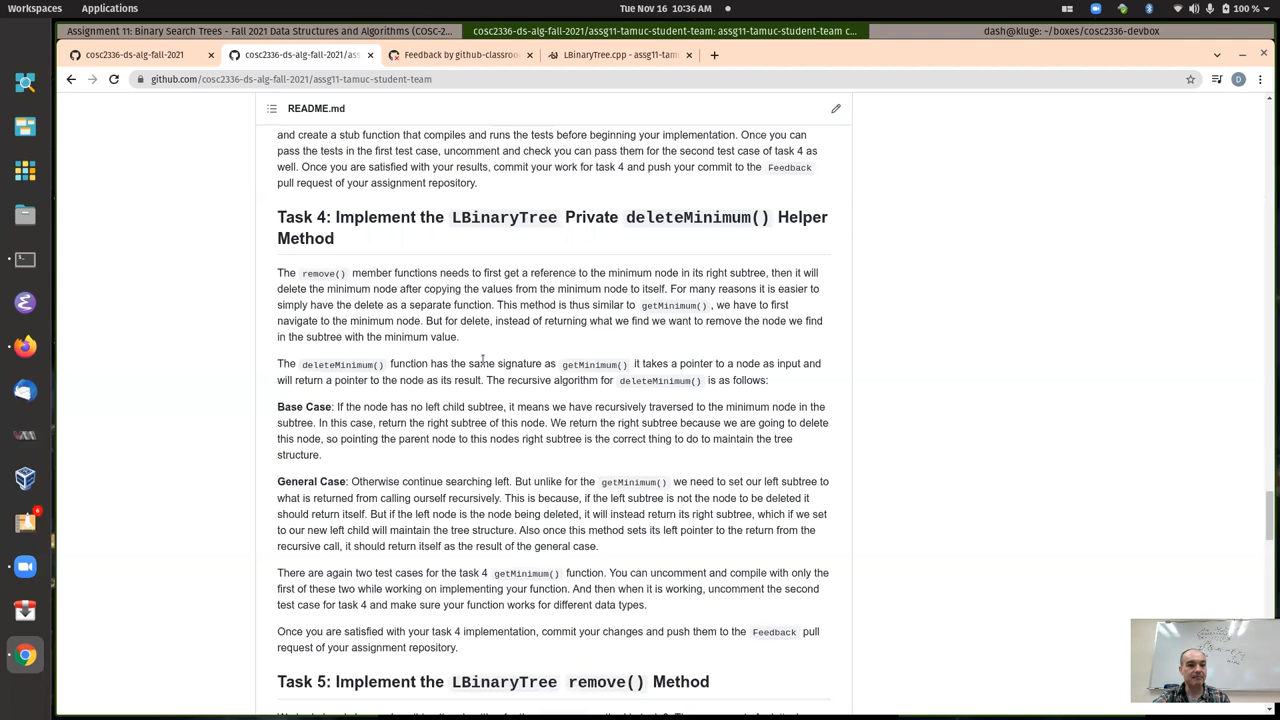 Workspaces Applications Tue Nov 16 10:36 AM 100 %
Assignment 11: Binary Search Trees - Fall 2021 Data Structures and Algorithms (COSC-2... cosc2336-ds-alg-fall-2021/assg11-tamuc-student-team: assg11-tamuc-student-team c... dash@kluge: ~/boxes/cosc2336-devbox
cosc2336-ds-alg-fall-2021 cosc2336-ds-alg-fall-2021/ass Feedback by github-classroo LBinaryTree.cpp - assg11-tam
github.com/cosc2336-ds-alg-fall-2021/assg11-tamuc-student-team D
README.md
and create a stub function that compiles and runs the tests before beginning your implementation. Once you can
pass the tests in the first test case, uncomment and check you can pass them for the second test case of task 4 as
well. Once you are satisfied with your results, commit your work for task 4 and push your commit to the Feedback
pull request of your assignment repository.
Task 4: Implement the LBinaryTree Private deleteMinimum() Helper
Method
The remove() member functions needs to first get a reference to the minimum node in its right subtree, then it will
delete the minimum node after copying the values from the minimum node to itself. For many reasons it is easier to
simply have the delete as a separate function. This method is thus similar to getMinimum() , we have to first
navigate to the minimum node. But for delete, instead of returning what we find we want to remove the node we find
in the subtree with the minimum value.
The deleteMinimum() function has the same signature as getMinimum() it takes a pointer to a node as input and
will return a pointer to the node as its result. The recursive algorithm for deleteMinimum() is as follows:
Base Case: If the node has no left child subtree, it means we have recursively traversed to the minimum node in the
subtree. In this case, return the right subtree of this node. We return the right subtree because we are going to delete
this node, so pointing the parent node to this nodes right subtree is the correct thing to do to maintain the tree
structure.
General Case: Otherwise continue searching left. But unlike for the getMinimum() we need to set our left subtree to
what is returned from calling ourself recursively. This is because, if the left subtree is not the node to be deleted it
should return itself. But if the left node is the node being deleted, it will instead return its right subtree, which if we set
to our new left child will maintain the tree structure. Also once this method sets its left pointer to the return from the
recursive call, it should return itself as the result of the general case.
There are again two test cases for the task 4 getMinimum() function. You can uncomment and compile with only the
first of these two while working on implementing your function. And then when it is working, uncomment the second
test case for task 4 and make sure your function works for different data types.
Once you are satisfied with your task 4 implementation, commit your changes and push them to the Feedback pull
request of your assignment repository.
Task 5: Implement the LBinaryTree remove() Method